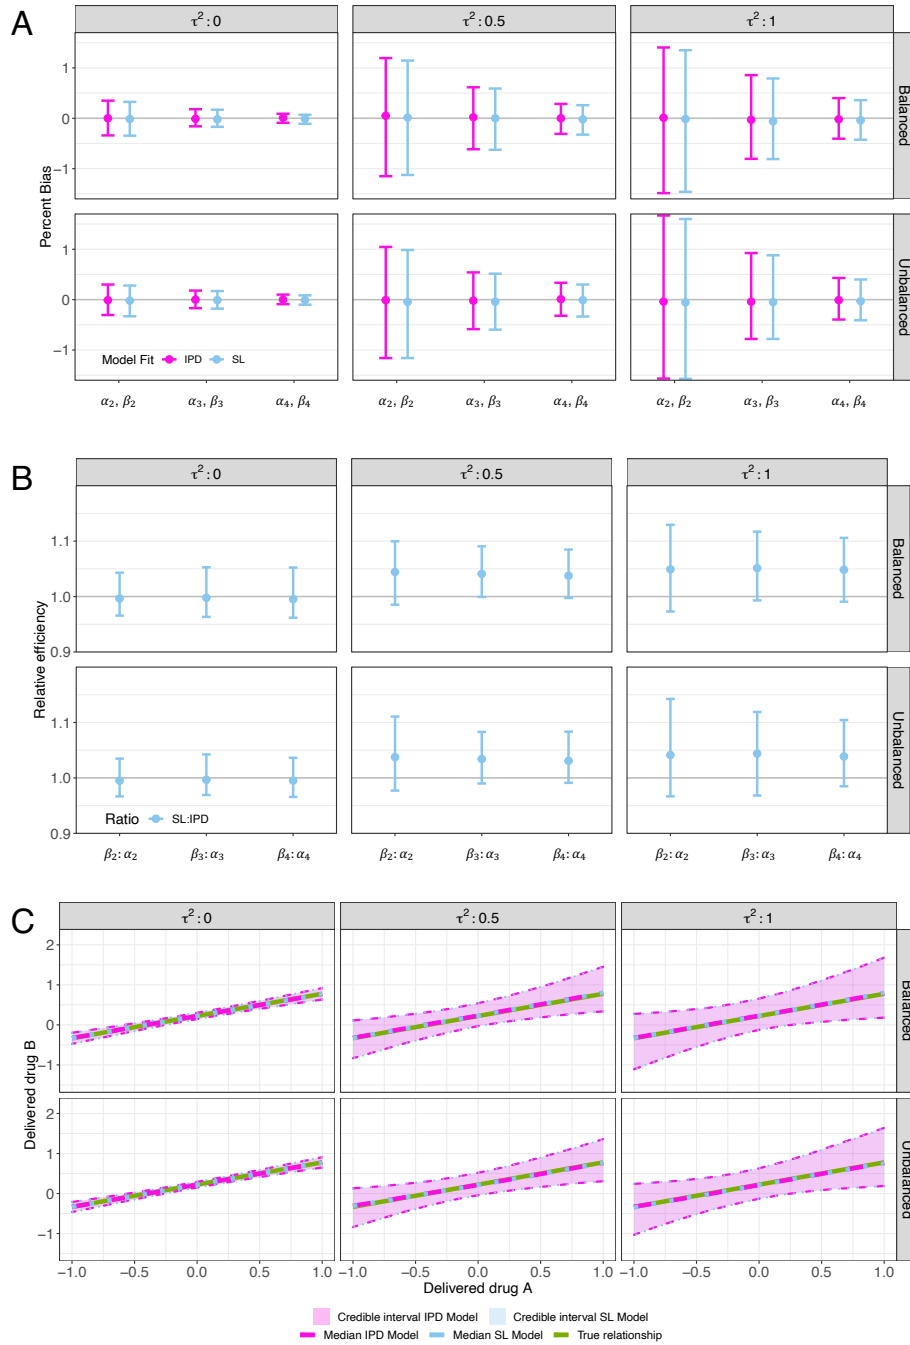 A
τ²: 0
τ²: 0.5
τ²: 1
Percent Bias
1
0
−1
Balanced
1
0
−1
Unbalanced
Model Fit IPD SL
α₂, β₂
α₃, β₃
α₄, β₄
α₂, β₂
α₃, β₃
α₄, β₄
α₂, β₂
α₃, β₃
α₄, β₄
B
τ²: 0
τ²: 0.5
τ²: 1
Relative efficiency
1.1
1.0
0.9
Balanced
1.1
1.0
0.9
Unbalanced
Ratio SL:IPD
β₂: α₂
β₃: α₃
β₄: α₄
β₂: α₂
β₃: α₃
β₄: α₄
β₂: α₂
β₃: α₃
β₄: α₄
C
τ²: 0
τ²: 0.5
τ²: 1
Delivered drug B
2
1
0
−1
Balanced
2
1
0
−1
Unbalanced
−1.0 −0.5 0.0 0.5 1.0
−1.0 −0.5 0.0 0.5 1.0
−1.0 −0.5 0.0 0.5 1.0
Delivered drug A
Credible interval IPD Model Credible interval SL Model
Median IPD Model Median SL Model True relationship